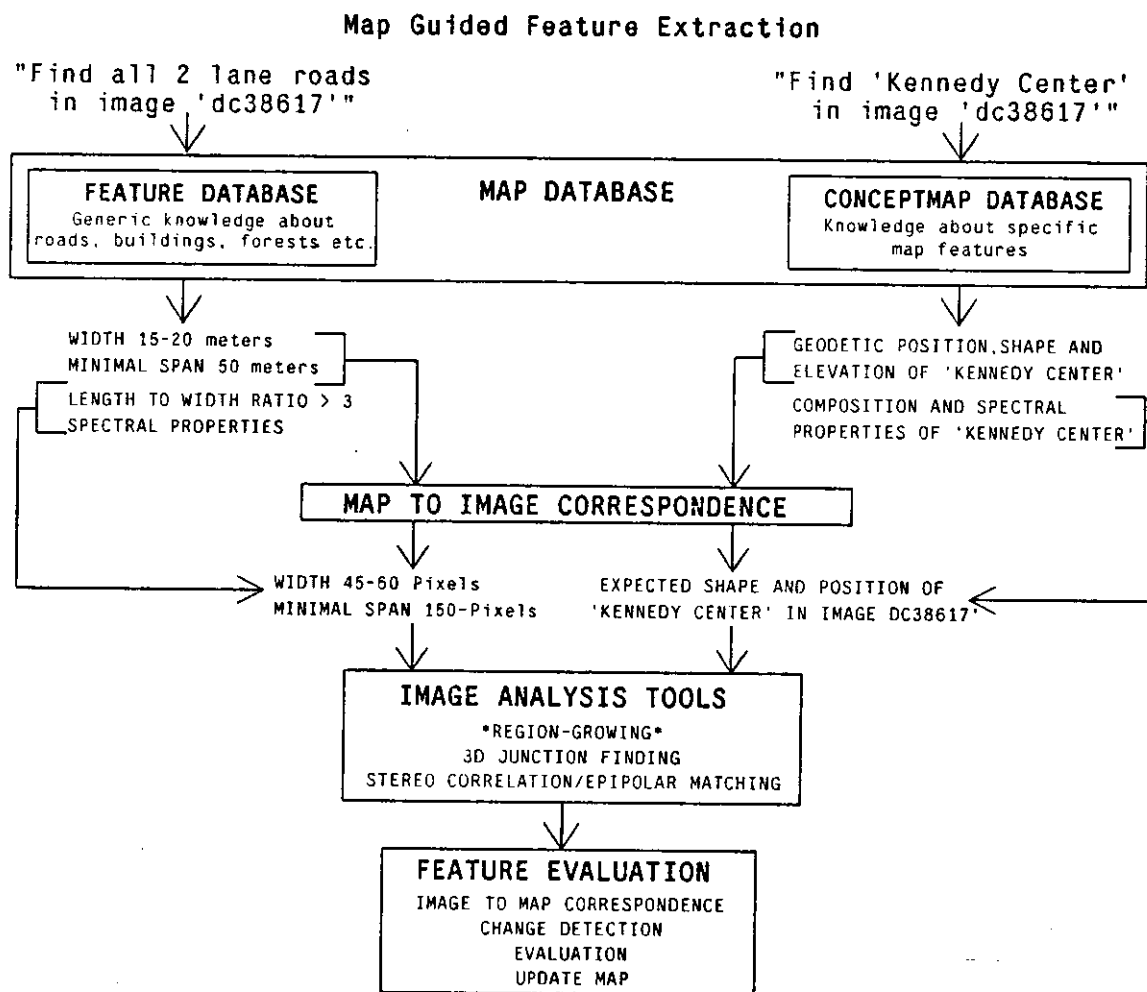 Map Guided Feature Extraction
"Find all 2 lane roads
in image 'dc38617'"
"Find 'Kennedy Center'
in image 'dc38617'"
MAP DATABASE
FEATURE DATABASE
Generic knowledge about
roads, buildings, forests etc.
CONCEPTMAP DATABASE
Knowledge about specific
map features
WIDTH 15-20 meters
MINIMAL SPAN 50 meters
LENGTH TO WIDTH RATIO > 3
SPECTRAL PROPERTIES
GEODETIC POSITION,SHAPE AND
ELEVATION OF 'KENNEDY CENTER'
COMPOSITION AND SPECTRAL
PROPERTIES OF 'KENNEDY CENTER'
MAP TO IMAGE CORRESPONDENCE
WIDTH 45-60 Pixels
MINIMAL SPAN 150-Pixels
EXPECTED SHAPE AND POSITION OF
'KENNEDY CENTER' IN IMAGE DC38617'
IMAGE ANALYSIS TOOLS
*REGION-GROWING*
3D JUNCTION FINDING
STEREO CORRELATION/EPIPOLAR MATCHING
FEATURE EVALUATION
IMAGE TO MAP CORRESPONDENCE
CHANGE DETECTION
EVALUATION
UPDATE MAP